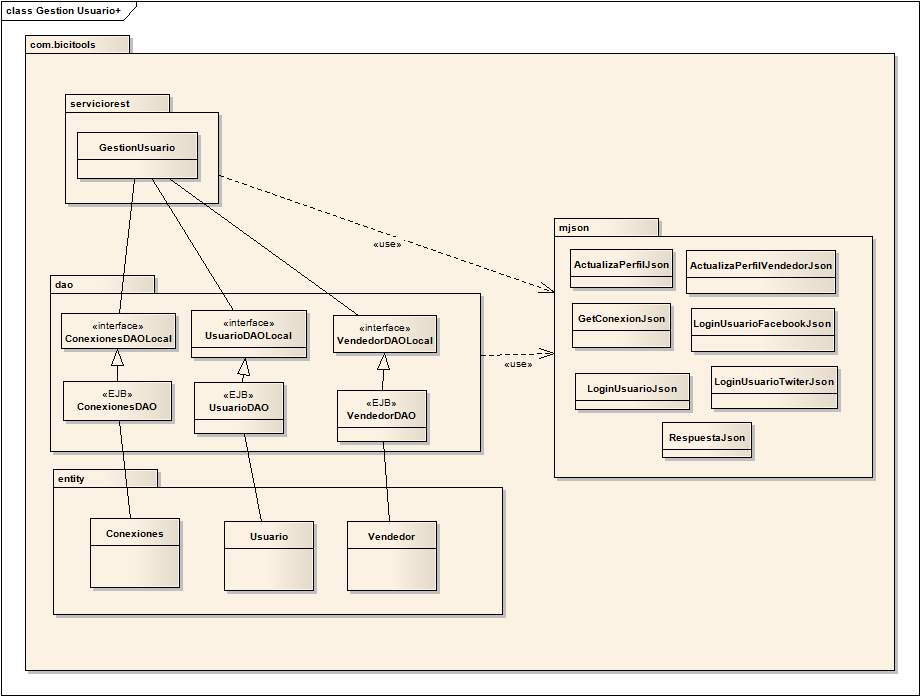 class Gestion Usuario+
com.bicitools
serviciorest
GestionUsuario
«use»
mjson
ActualizaPerfilJson
ActualizaPerfilVendedorJson
GetConexionJson
LoginUsuarioFacebookJson
LoginUsuarioJson
LoginUsuarioTwiterJson
RespuestaJson
dao
«interface»
ConexionesDAOLocal
«interface»
UsuarioDAOLocal
«interface»
VendedorDAOLocal
«use»
«EJB»
ConexionesDAO
«EJB»
UsuarioDAO
«EJB»
VendedorDAO
entity
Conexiones
Usuario
Vendedor